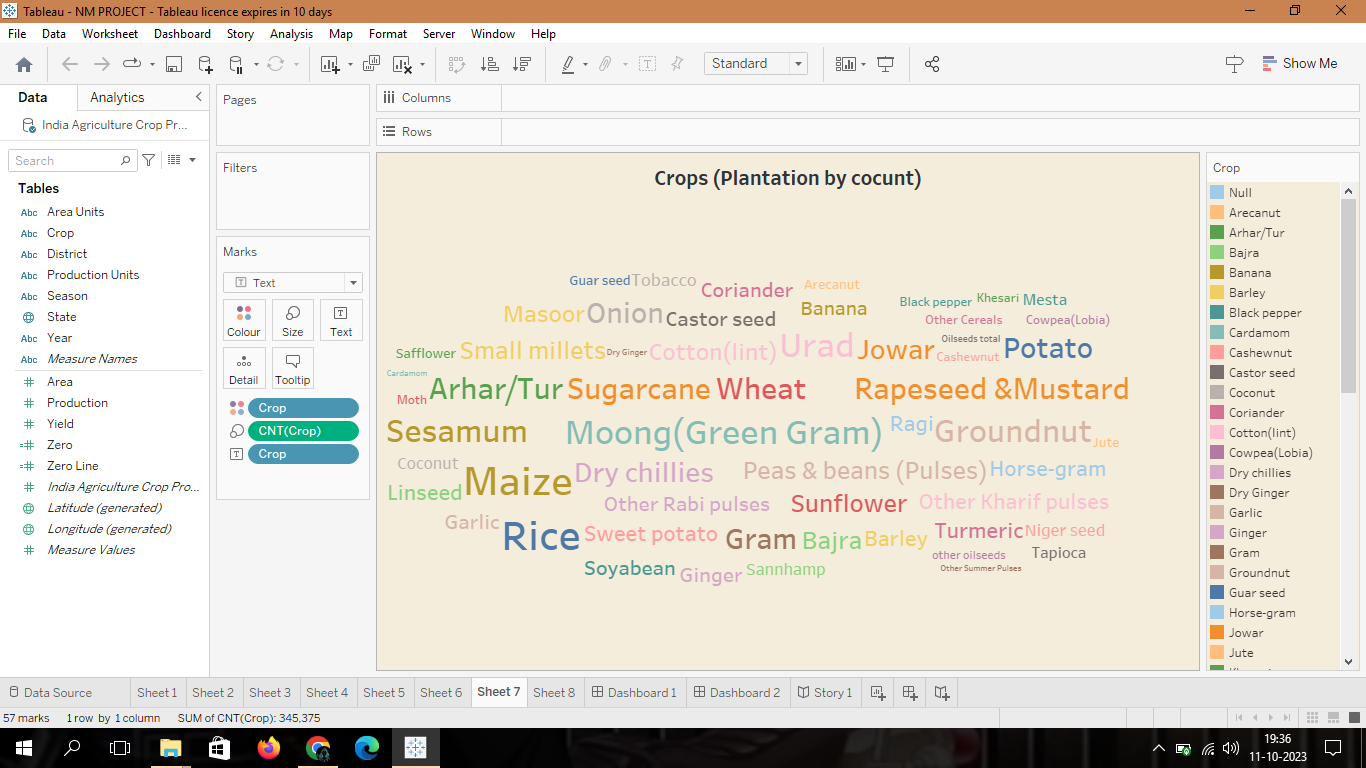 Tableau - NM PROJECT - Tableau licence expires in 10 days
File Data Worksheet Dashboard Story Analysis Map Format Server Window Help
Standard
Show Me
Data Analytics
India Agriculture Crop Pr...
Search
Tables
Abc Area Units
Abc Crop
Abc District
Abc Production Units
Abc Season
State
Abc Year
Abc Measure Names
Area
Production
Yield
Zero
Zero Line
India Agriculture Crop Pro...
Latitude (generated)
Longitude (generated)
Measure Values
Pages
Filters
Marks
Text
Colour Size Text
Detail Tooltip
Crop
CNT(Crop)
Crop
Columns
Rows
Crops (Plantation by cocunt)
Guar seed Tobacco Coriander Arecanut
Masoor Onion Castor seed Banana Black pepper Khesari Mesta
Other Cereals Cowpea(Lobia)
Safflower Small millets Dry Ginger Cotton(lint) Urad Jowar Oilseeds total Cashewnut Potato
Cardamom
Moth Arhar/Tur Sugarcane Wheat Rapeseed &Mustard
Sesamum Moong(Green Gram) Ragi Groundnut Jute
Coconut Maize Dry chillies Peas & beans (Pulses) Horse-gram
Linseed Other Rabi pulses Sunflower Other Kharif pulses
Garlic Rice Sweet potato Gram Bajra Barley Turmeric Niger seed
other oilseeds Tapioca
Soyabean Ginger Sannhamp Other Summer Pulses
Crop
Null
Arecanut
Arhar/Tur
Bajra
Banana
Barley
Black pepper
Cardamom
Cashewnut
Castor seed
Coconut
Coriander
Cotton(lint)
Cowpea(Lobia)
Dry chillies
Dry Ginger
Garlic
Ginger
Gram
Groundnut
Guar seed
Horse-gram
Jowar
Jute
Data Source Sheet 1 Sheet 2 Sheet 3 Sheet 4 Sheet 5 Sheet 6 Sheet 7 Sheet 8 Dashboard 1 Dashboard 2 Story 1
57 marks 1 row by 1 column SUM of CNT(Crop): 345,375
19:36
11-10-2023